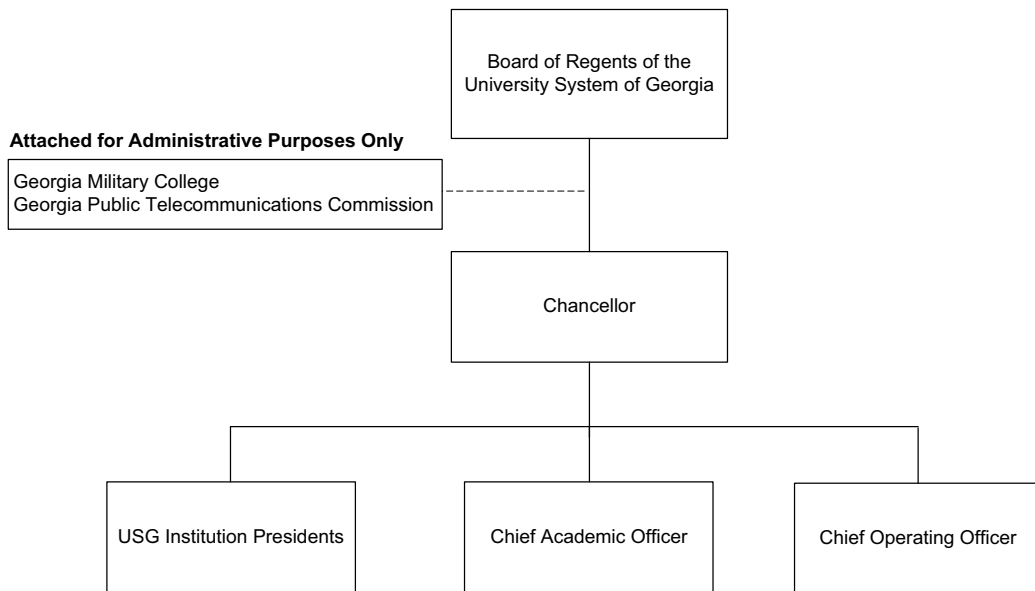 Board of Regents of the
University System of Georgia
Attached for Administrative Purposes Only
Georgia Military College
Georgia Public Telecommunications Commission
Chancellor
USG Institution Presidents
Chief Academic Officer
Chief Operating Officer